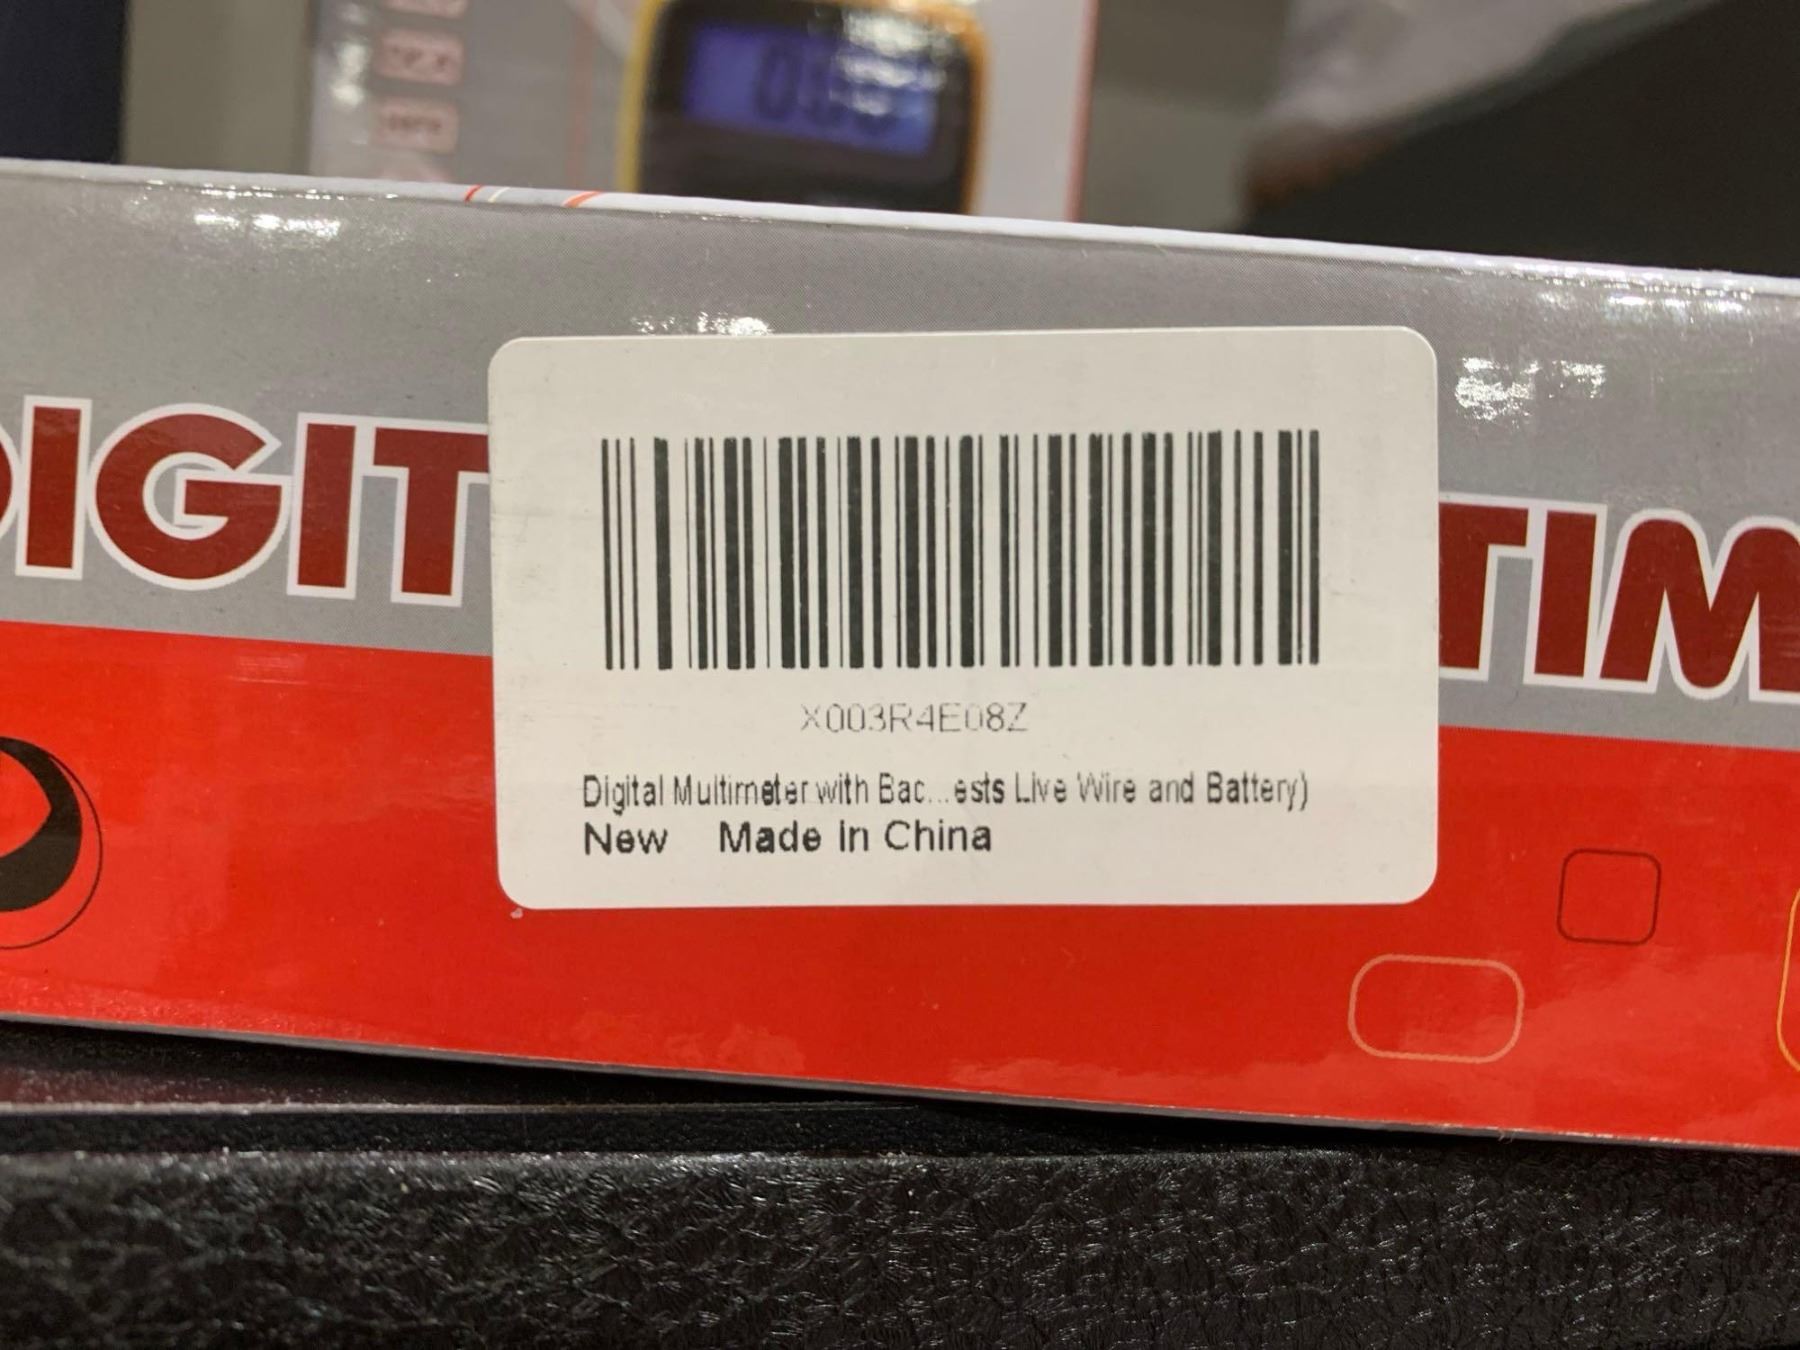 DIGIT
TIM
X003R4E08Z
Digital Multimeter with Bac...ests Live Wire and Battery)
New Made in China